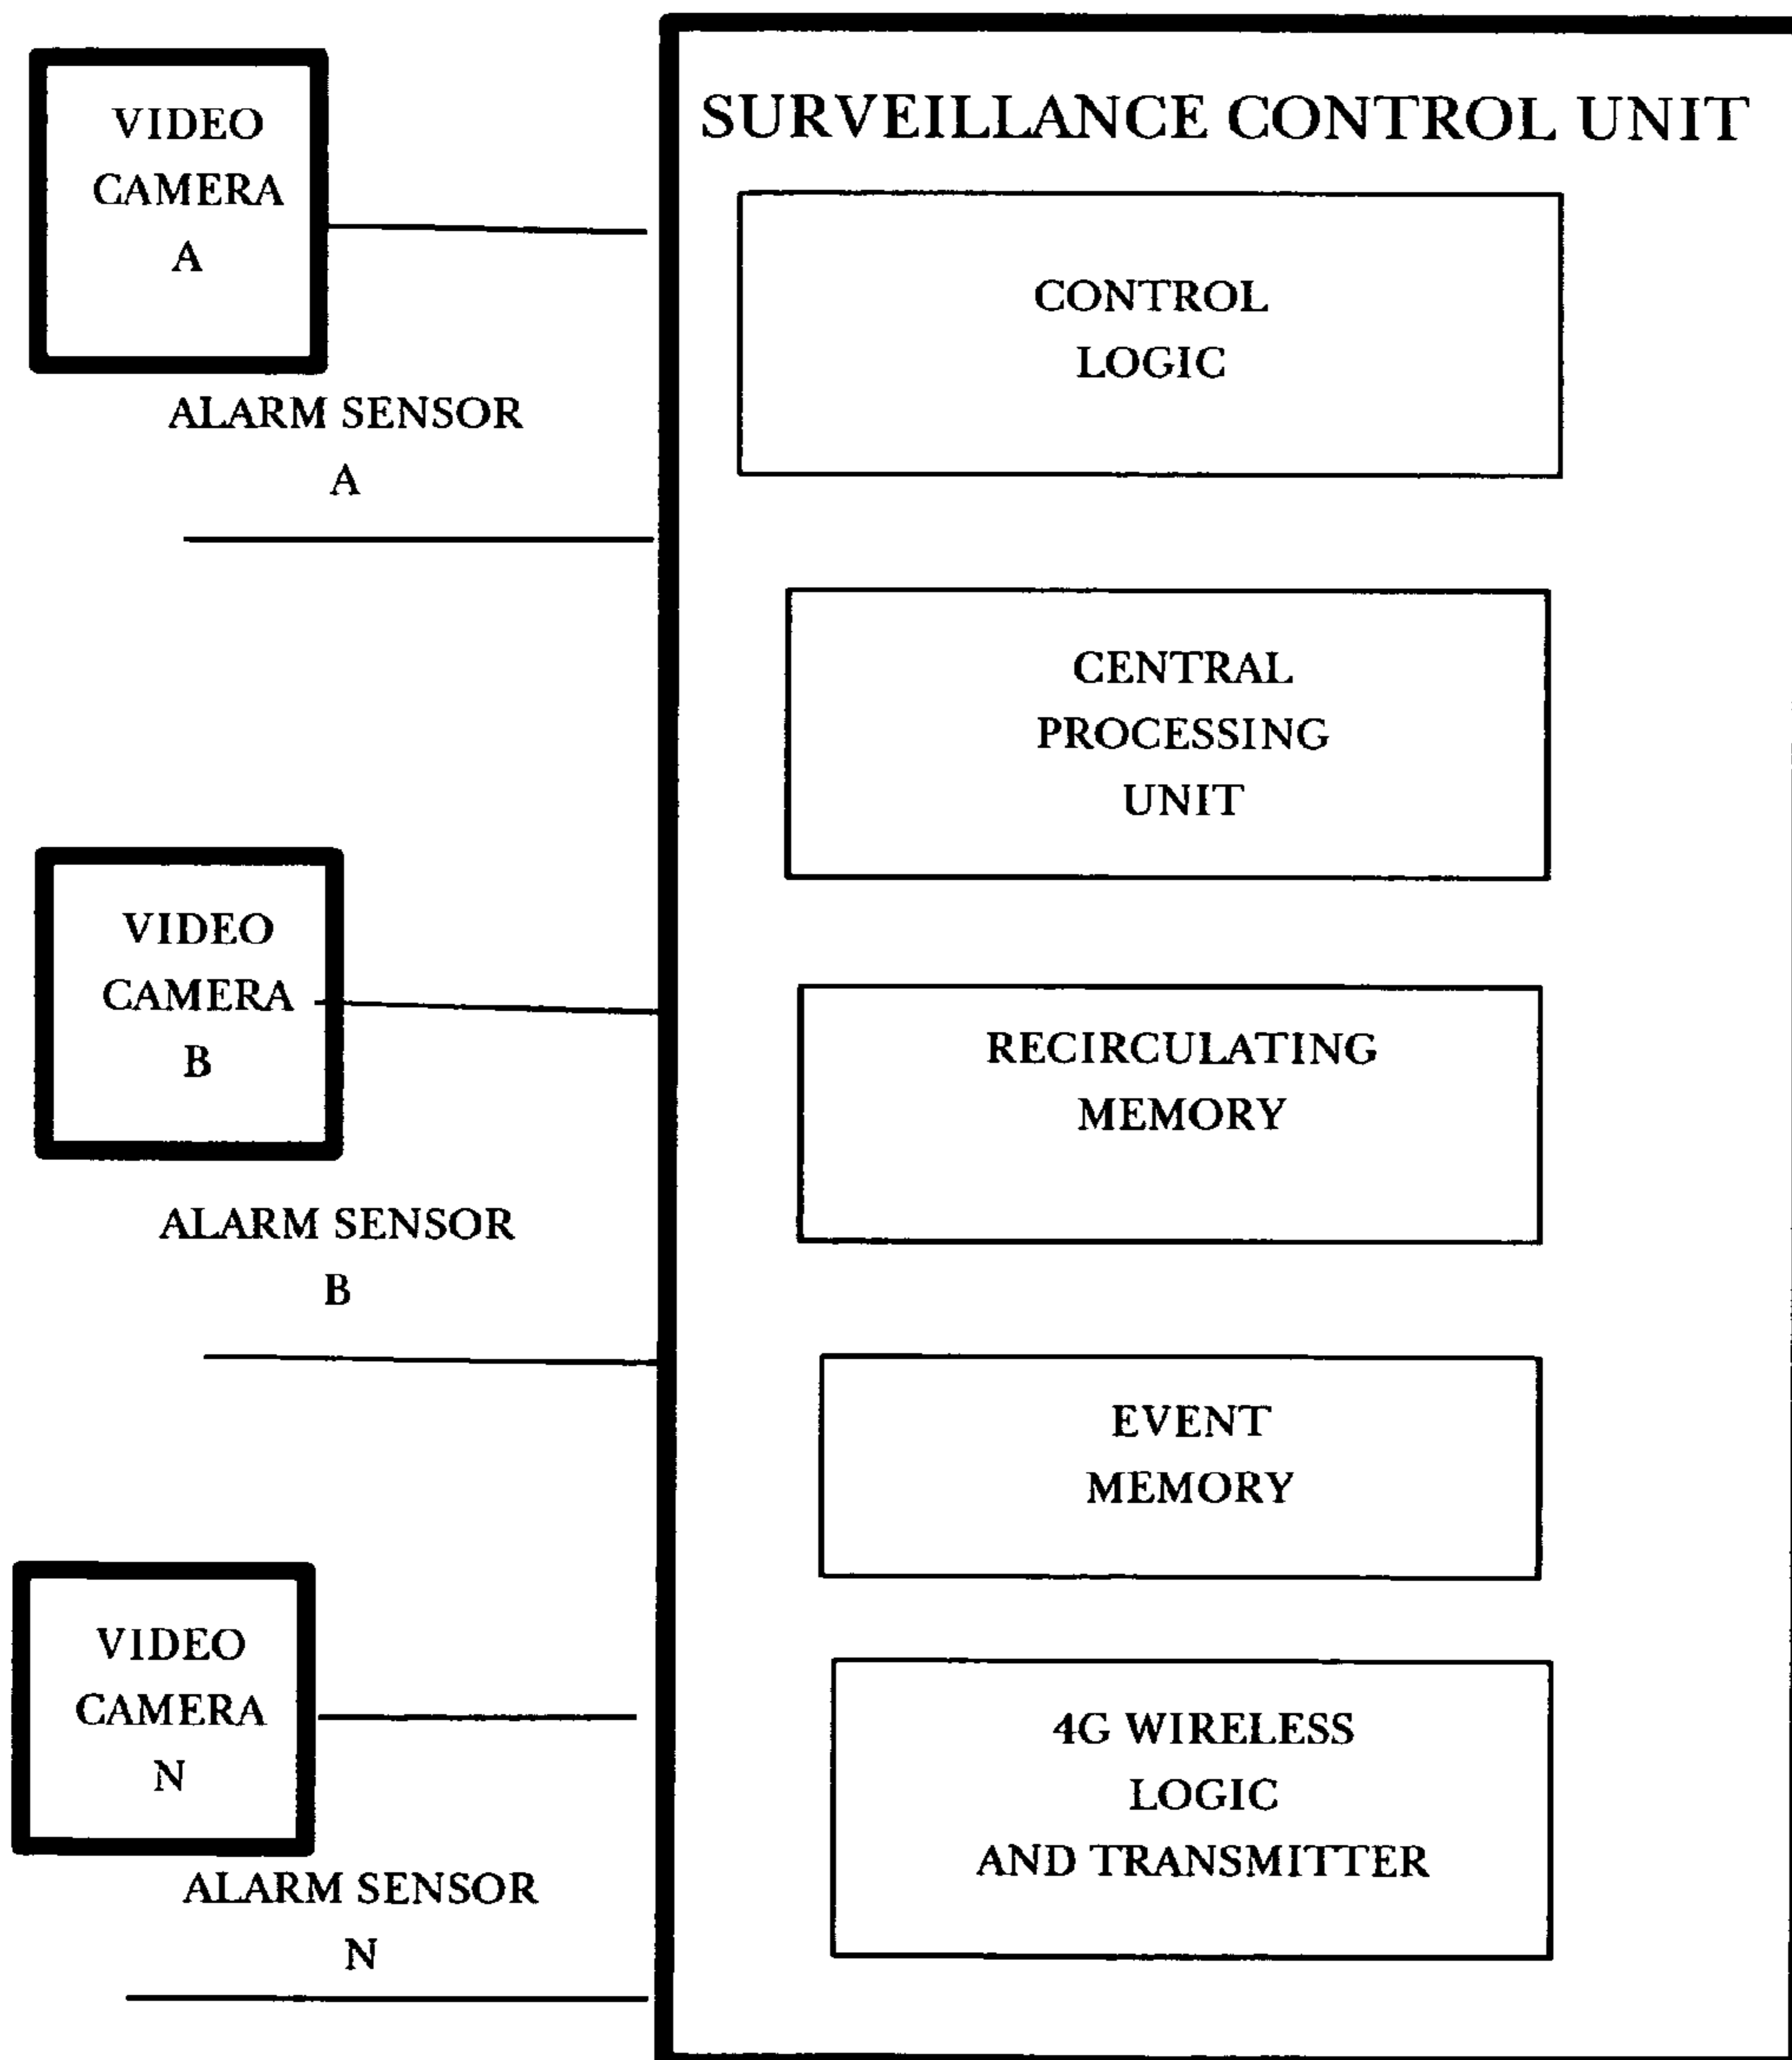 VIDEO
CAMERA
A
ALARM SENSOR
A
VIDEO
CAMERA
B
ALARM SENSOR
B
VIDEO
CAMERA
N
ALARM SENSOR
N
SURVEILLANCE CONTROL UNIT
CONTROL
LOGIC
CENTRAL
PROCESSING
UNIT
RECIRCULATING
MEMORY
EVENT
MEMORY
4G WIRELESS
LOGIC
AND TRANSMITTER